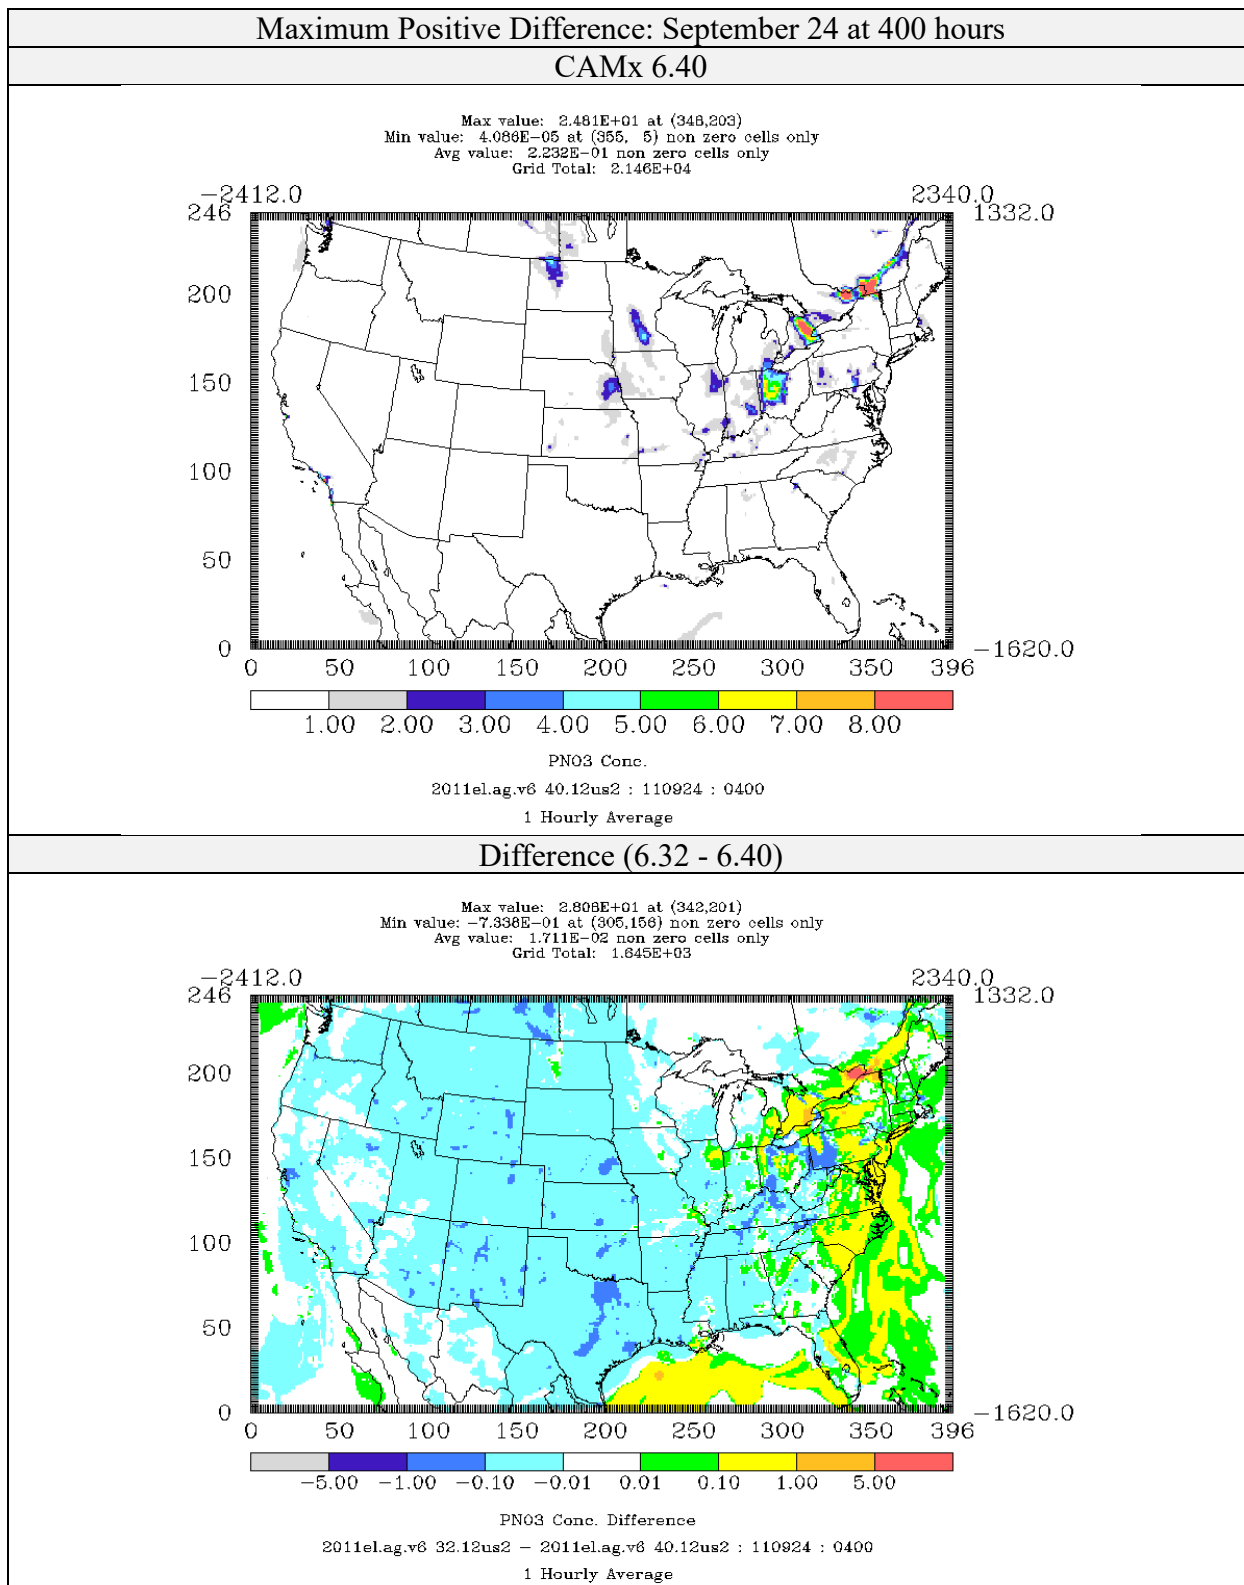 Maximum Positive Difference: September 24 at 400 hours
CAMx 6.40
Max value: 2.481E+01 at (348,203)
Min value: 4.086E-05 at (355, 5) non zero cells only
Avg value: 2.232E-01 non zero cells only
Grid Total: 2.146E+04
-2412.0 2340.0
246 1332.0
200
150
100
50
0 -1620.0
0 50 100 150 200 250 300 350 396
1.00 2.00 3.00 4.00 5.00 6.00 7.00 8.00
PNO3 Conc.
2011el.ag.v6 40.12us2 : 110924 : 0400
1 Hourly Average
Difference (6.32 - 6.40)
Max value: 2.808E+01 at (342,201)
Min value: -7.338E-01 at (305,156) non zero cells only
Avg value: 1.711E-02 non zero cells only
Grid Total: 1.645E+03
-2412.0 2340.0
246 1332.0
200
150
100
50
0 -1620.0
0 50 100 150 200 250 300 350 396
-5.00 -1.00 -0.10 -0.01 0.01 0.10 1.00 5.00
PNO3 Conc. Difference
2011el.ag.v6 32.12us2 - 2011el.ag.v6 40.12us2 : 110924 : 0400
1 Hourly Average